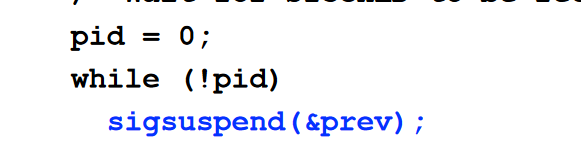 pid = 0;
while (!pid)
sigsuspend(&prev);